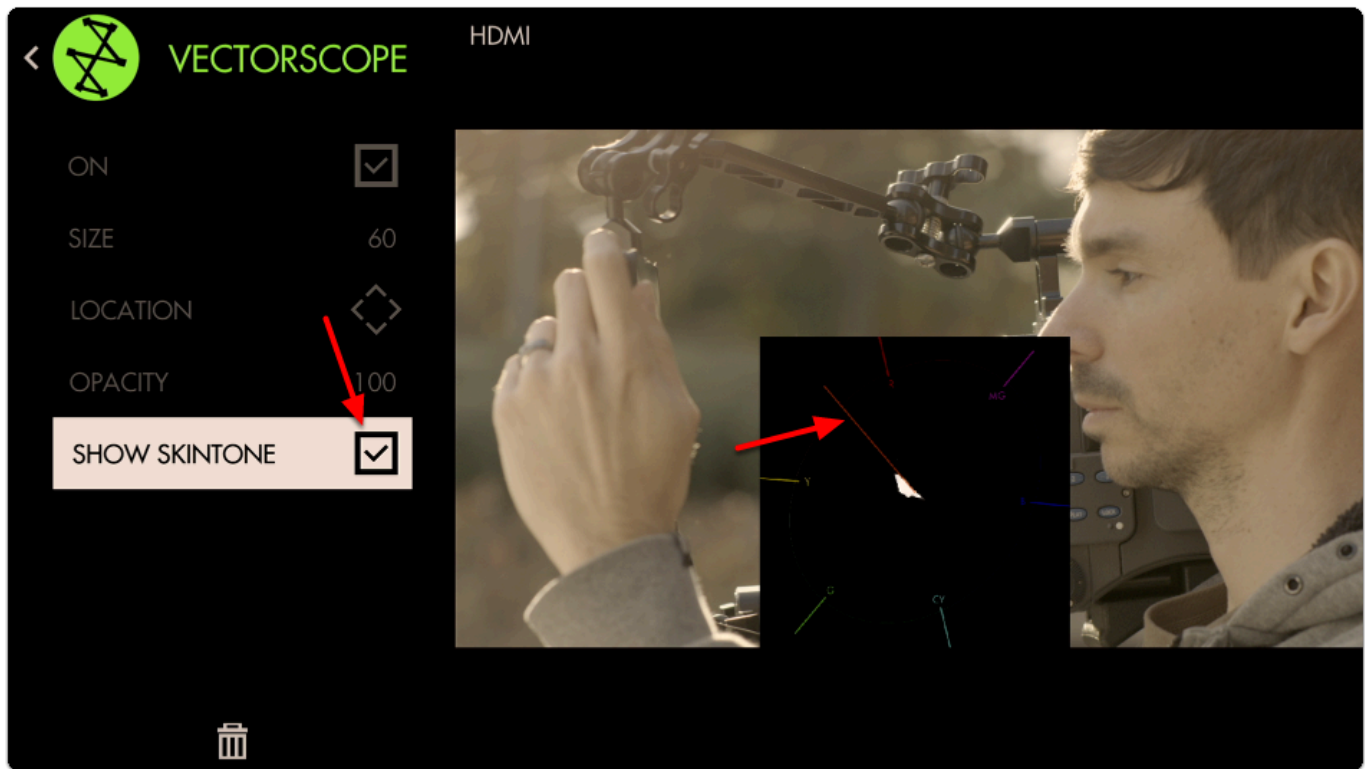 VECTORSCOPE
HDMI
ON
SIZE 60
LOCATION
OPACITY 100
SHOW SKINTONE
R
MG
Y
G
CY